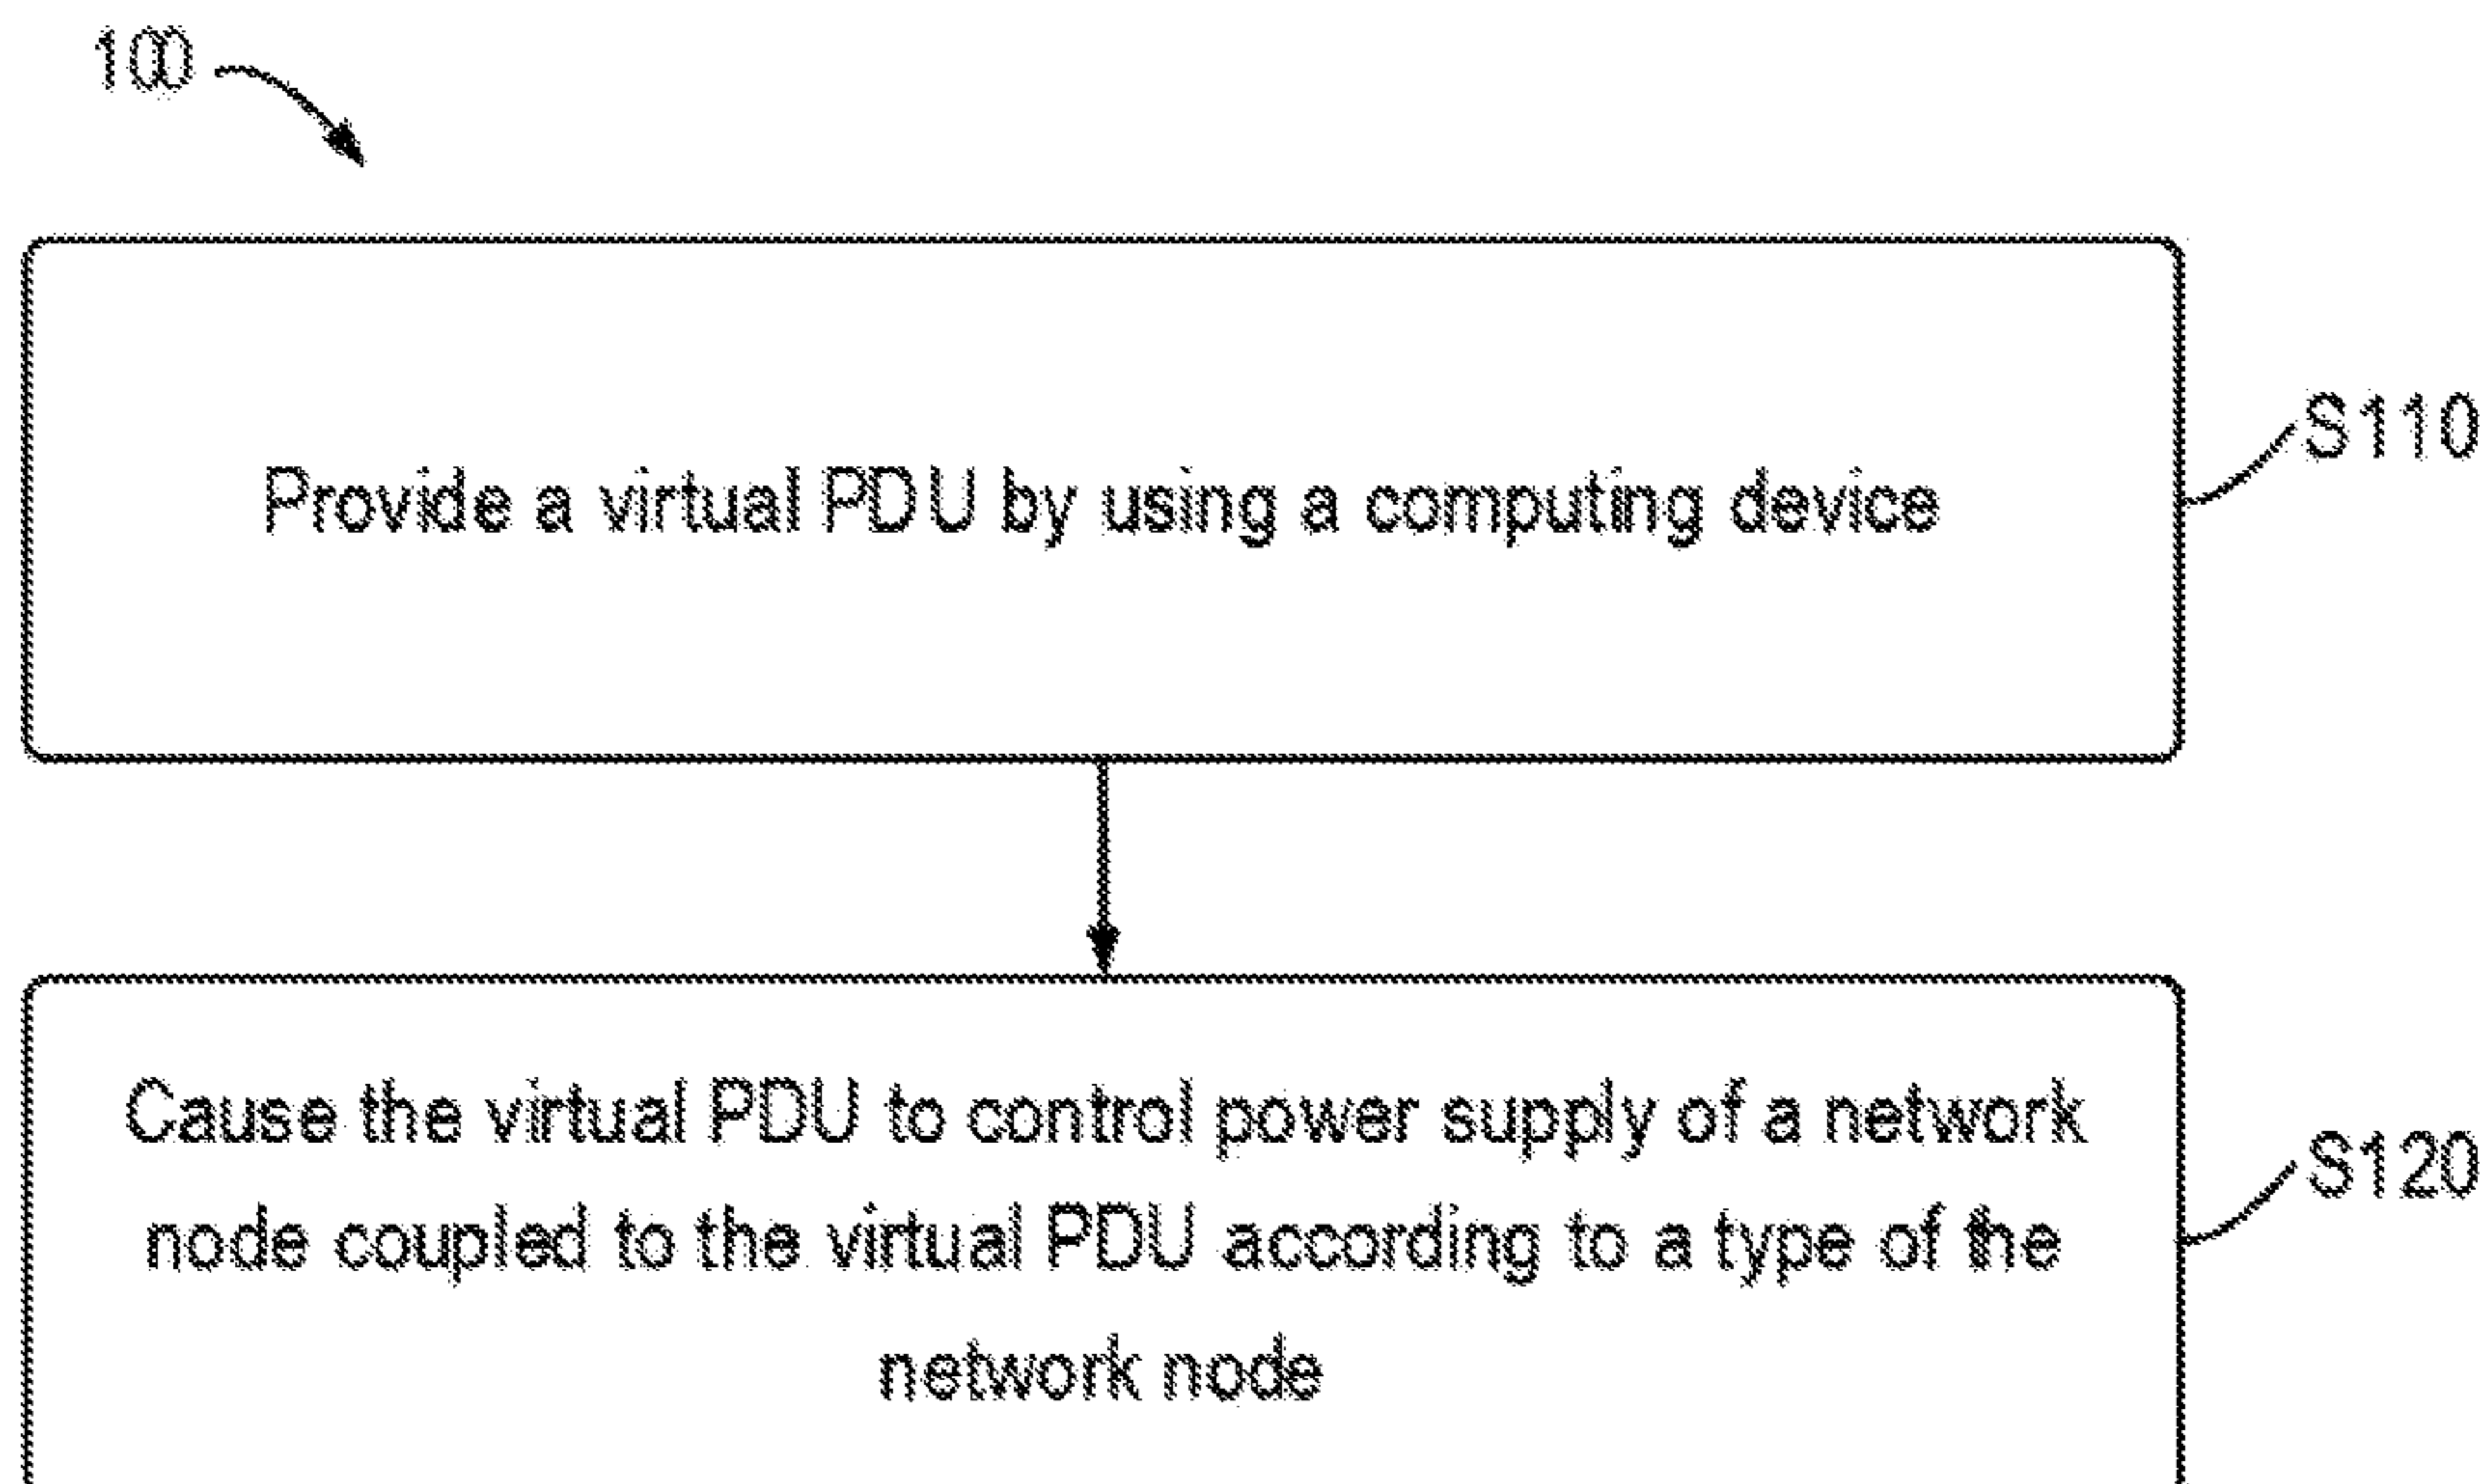 100
Provide a virtual PDU by using a computing device
S110
Cause the virtual PDU to control power supply of a network
node coupled to the virtual PDU according to a type of the
network node
S120